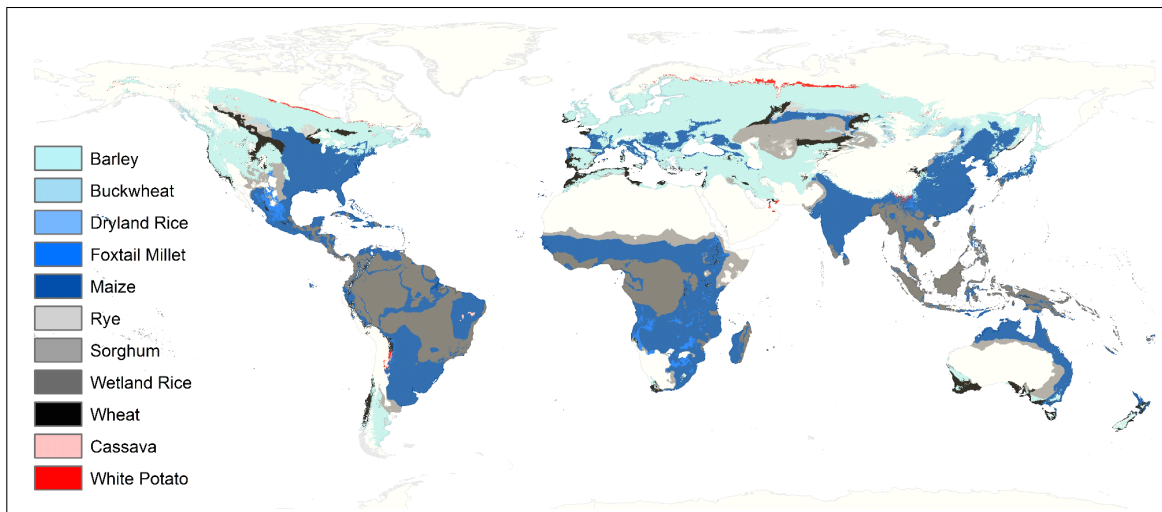 Barley
Buckwheat
Dryland Rice
Foxtail Millet
Maize
Rye
Sorghum
Wetland Rice
Wheat
Cassava
White Potato